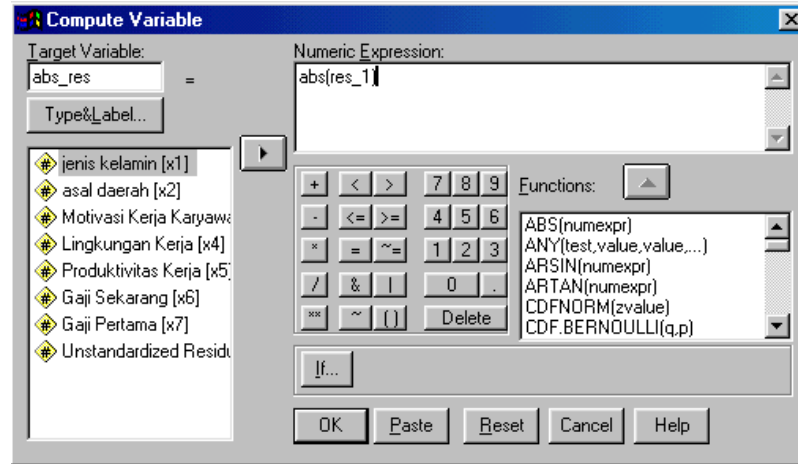 Compute Variable
Target Variable:
abs_res
=
Type&Label...
Numeric Expression:
abs(res_1)
jenis kelamin [x1]
asal daerah [x2]
Motivasi Kerja Karyawa
Lingkungan Kerja [x4]
Produktivitas Kerja [x5]
Gaji Sekarang [x6]
Gaji Pertama [x7]
Unstandardized Residu
+ < > 7 8 9
- <= >= 4 5 6
* = ~= 1 2 3
/ & | 0 .
** ~ () Delete
Functions:
ABS(numexpr)
ANY(test,value,value,...)
ARSIN(numexpr)
ARTAN(numexpr)
CDFNORM(zvalue)
CDF.BERNOULLI(q,p)
If...
OK Paste Reset Cancel Help